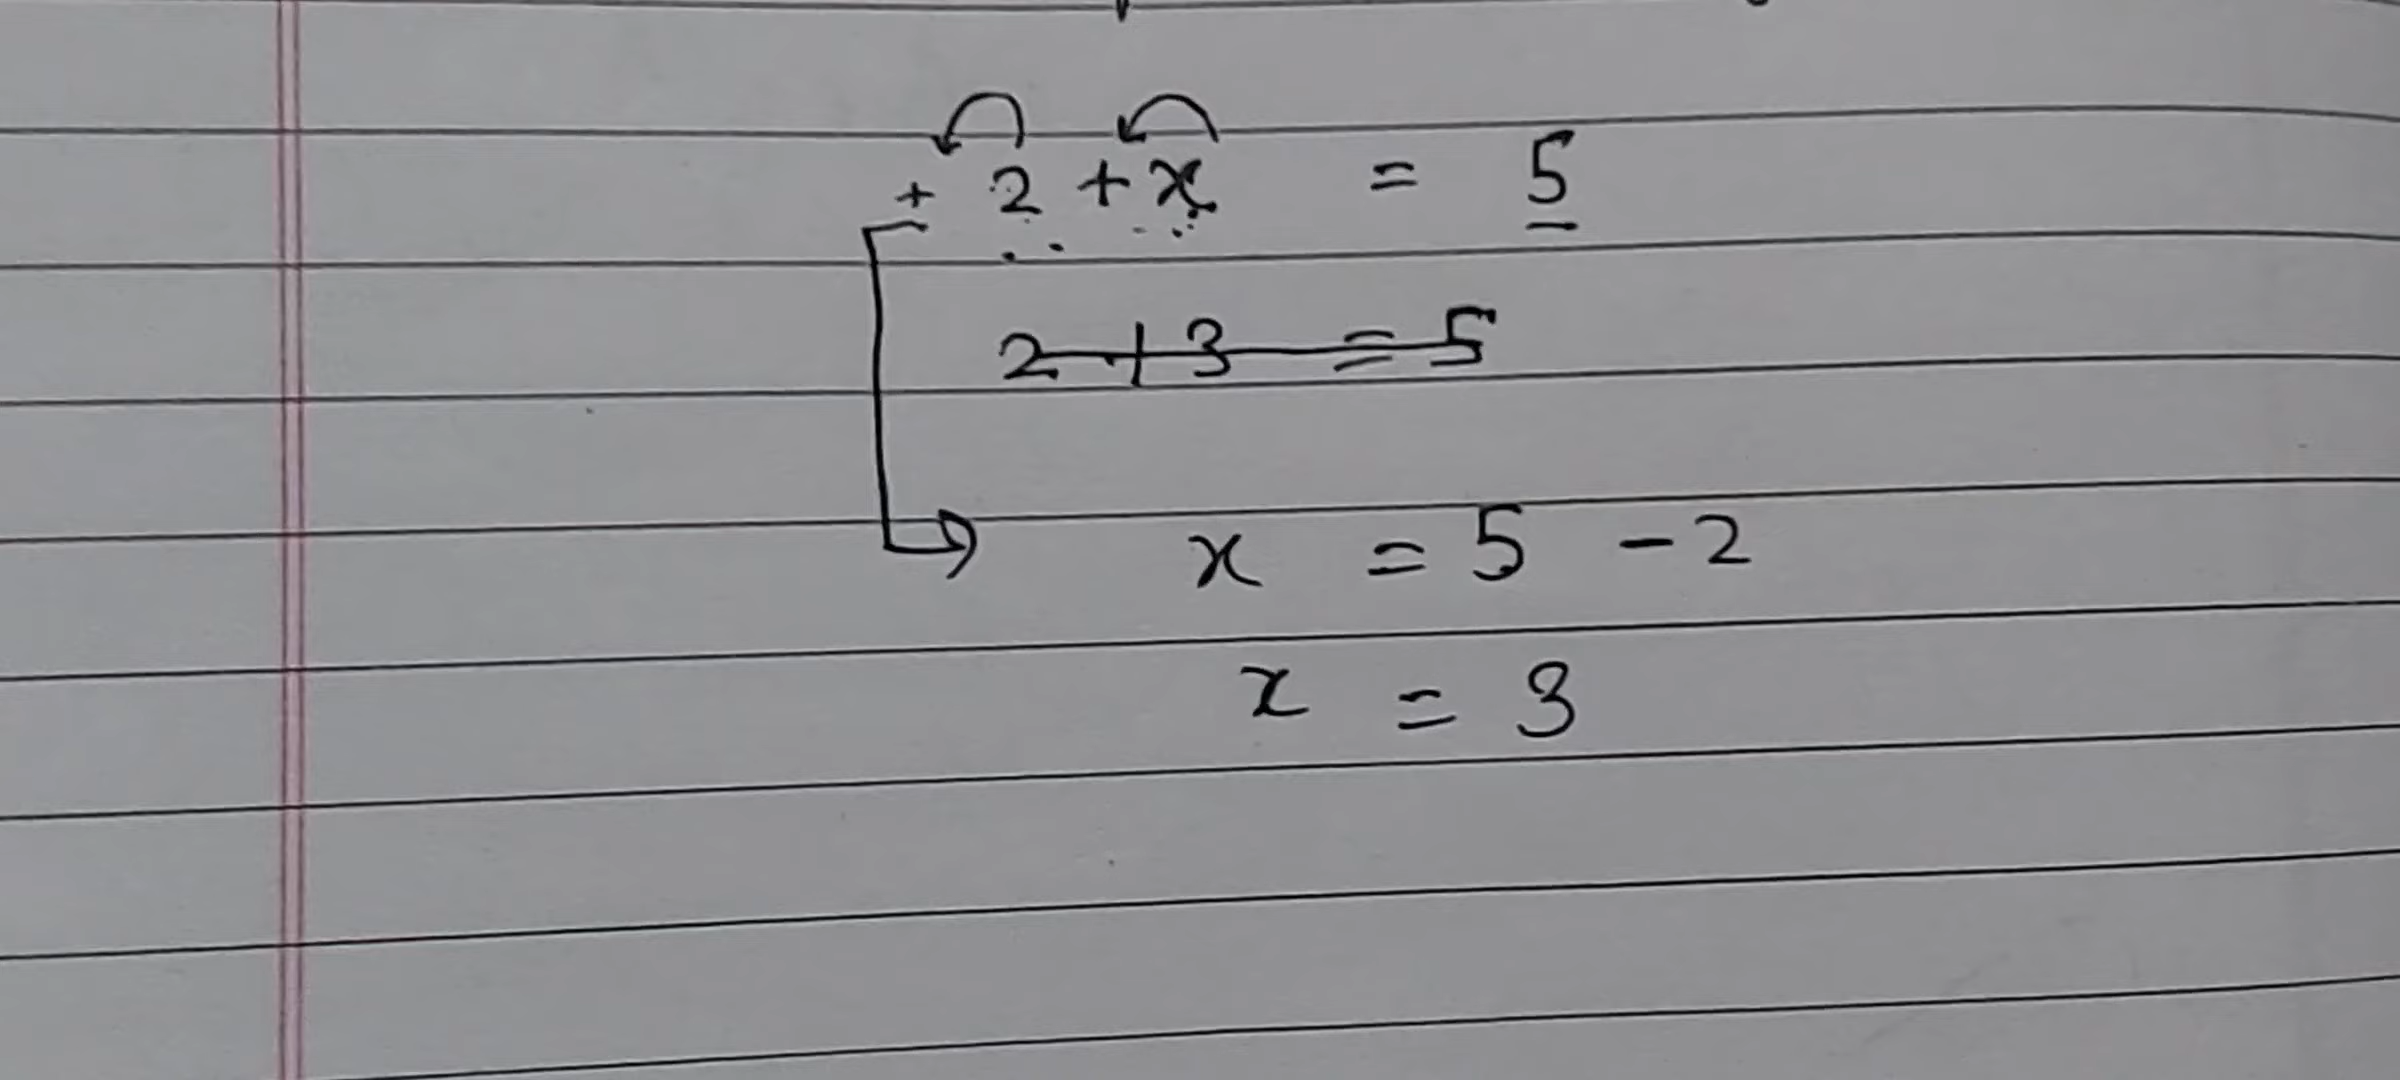 + 2 + x = 5
2 + 3 = 5
x = 5 - 2
x = 3